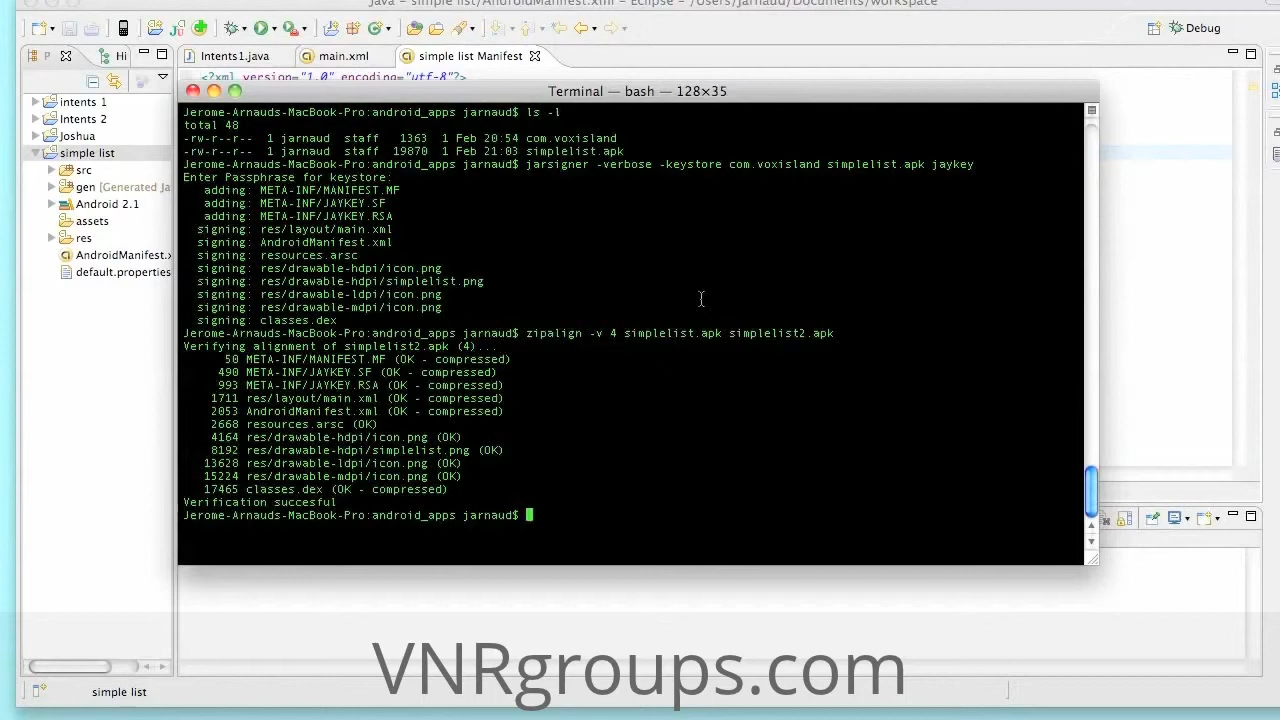 Java – simple list/AndroidManifest.xml – Eclipse – /Users/jarnaud/Documents/workspace
Debug
P
Hi
Intents1.java
main.xml
simple list Manifest
<?xml version="1.0" encoding="utf-8"?>
intents 1
Intents 2
Joshua
simple list
src
gen [Generated Ja
Android 2.1
assets
res
AndroidManifest.x
default.properties
Terminal — bash — 128×35
Jerome-Arnauds-MacBook-Pro:android_apps jarnaud$ ls -l
total 48
-rw-r--r-- 1 jarnaud staff 1363 1 Feb 20:54 com.voxisland
-rw-r--r-- 1 jarnaud staff 19870 1 Feb 21:03 simplelist.apk
Jerome-Arnauds-MacBook-Pro:android_apps jarnaud$ jarsigner -verbose -keystore com.voxisland simplelist.apk jaykey
Enter Passphrase for keystore:
adding: META-INF/MANIFEST.MF
adding: META-INF/JAYKEY.SF
adding: META-INF/JAYKEY.RSA
signing: res/layout/main.xml
signing: AndroidManifest.xml
signing: resources.arsc
signing: res/drawable-hdpi/icon.png
signing: res/drawable-hdpi/simplelist.png
signing: res/drawable-ldpi/icon.png
signing: res/drawable-mdpi/icon.png
signing: classes.dex
Jerome-Arnauds-MacBook-Pro:android_apps jarnaud$ zipalign -v 4 simplelist.apk simplelist2.apk
Verifying alignment of simplelist2.apk (4)...
50 META-INF/MANIFEST.MF (OK - compressed)
490 META-INF/JAYKEY.SF (OK - compressed)
993 META-INF/JAYKEY.RSA (OK - compressed)
1711 res/layout/main.xml (OK - compressed)
2053 AndroidManifest.xml (OK - compressed)
2668 resources.arsc (OK)
4164 res/drawable-hdpi/icon.png (OK)
8192 res/drawable-hdpi/simplelist.png (OK)
13628 res/drawable-ldpi/icon.png (OK)
15224 res/drawable-mdpi/icon.png (OK)
17465 classes.dex (OK - compressed)
Verification succesful
Jerome-Arnauds-MacBook-Pro:android_apps jarnaud$
VNRgroups.com
simple list